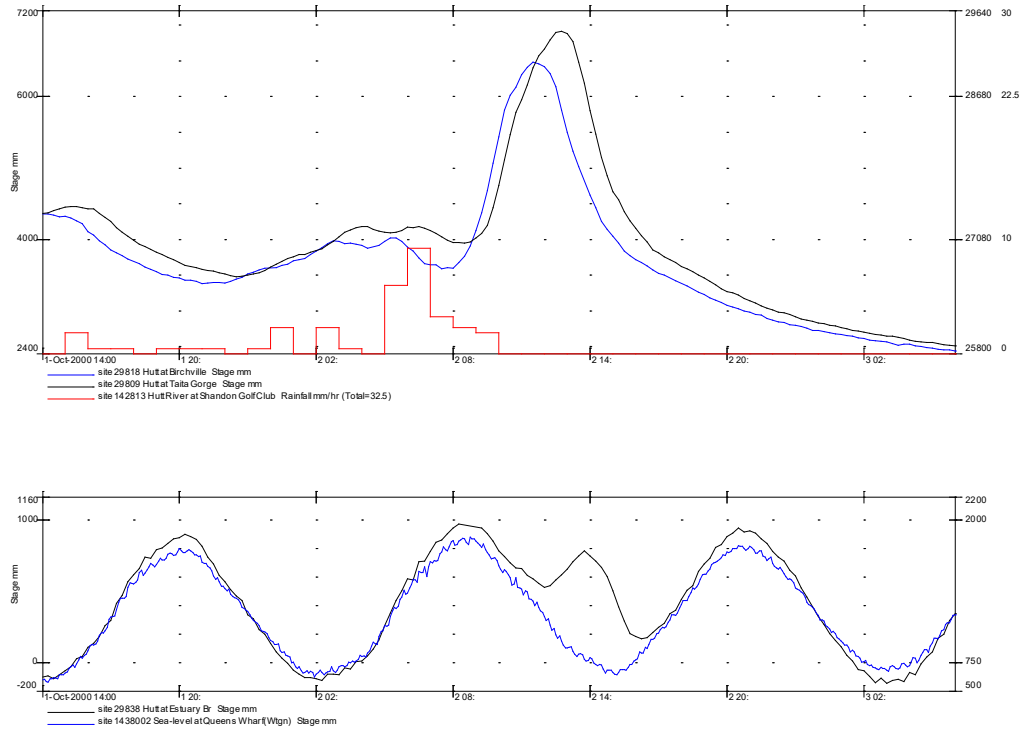 7200 29640 30
6000 28680 22.5
Stage mm
4000 27080 10
2400 25800 0
1-Oct-2000 14:00 1 20: 2 02: 2 08: 2 14: 2 20: 3 02:
site 29818 Hutt at Birchville Stage mm
site 29809 Hutt at Taita Gorge Stage mm
site 142813 Hutt River at Shandon Golf Club Rainfall mm/hr (Total=32.5)
1160 2200
1000 2000
Stage mm
0 750
-200 500
1-Oct-2000 14:00 1 20: 2 02: 2 08: 2 14: 2 20: 3 02:
site 29838 Hutt at Estuary Br Stage mm
site 1438002 Sea-level at Queens Wharf(Wtgn) Stage mm